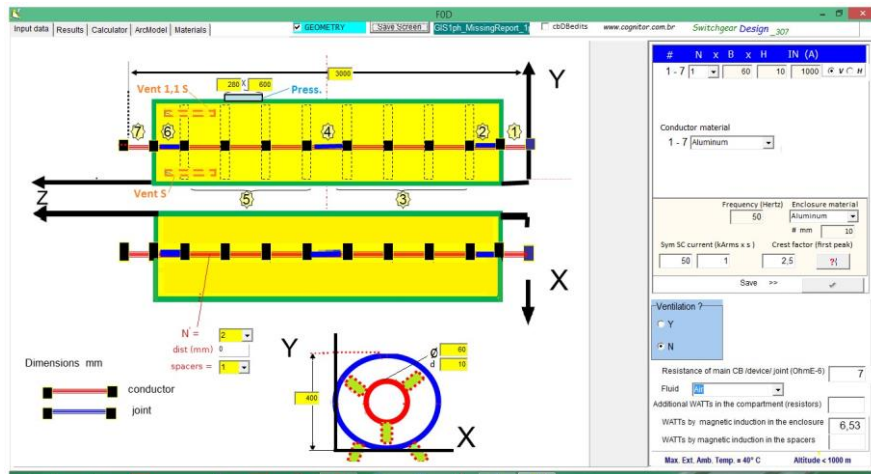 F0D
Input data Results Calculator ArcModel Materials
GEOMETRY Save Screen GIS1ph_MissingReport_1p cbDBedits www.cognitor.com.br Switchgear Design _307
3000
280 X 600
Vent 1,1 S Press. Y
7 6 4 2 1
Vent S
Z 5 3
X
N = 2
dist (mm) 0
spacers = 1
Y
Ø 60
d 10
400
X
Dimensions mm
conductor
joint
# N x B x H IN (A)
1 - 7 1 60 10 1000 V H
Conductor material
1 - 7 Aluminum
Frequency (Hertz) Enclosure material
50 Aluminum
# mm 10
Sym SC current (kArms x s ) Crest factor (first peak)
50 1 2,5 ?!
Save >>
Ventilation ?
Y
N
Resistance of main CB /device/ joint (OhmE-6) 7
Fluid Air
Additional WATTs in the compartment (resistors)
WATTs by magnetic induction in the enclosure 6,53
WATTs by magnetic induction in the spacers
Max. Ext. Amb. Temp. = 40° C Altitude < 1000 m